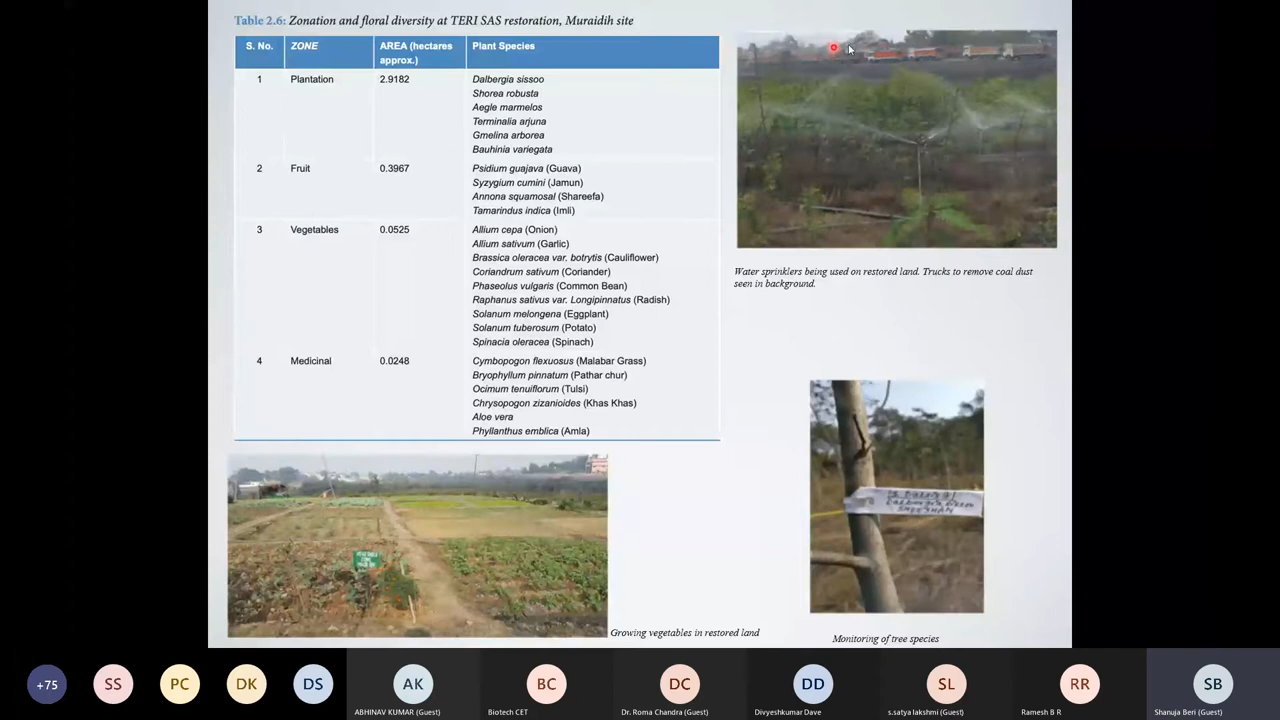 Table 2.6: Zonation and floral diversity at TERI SAS restoration, Muraidih site
S. No. ZONE AREA (hectares approx.) Plant Species
1 Plantation 2.9182 Dalbergia sissoo
Shorea robusta
Aegle marmelos
Terminalia arjuna
Gmelina arborea
Bauhinia variegata
2 Fruit 0.3967 Psidium guajava (Guava)
Syzygium cumini (Jamun)
Annona squamosal (Shareefa)
Tamarindus indica (Imli)
3 Vegetables 0.0525 Allium cepa (Onion)
Allium sativum (Garlic)
Brassica oleracea var. botrytis (Cauliflower)
Coriandrum sativum (Coriander)
Phaseolus vulgaris (Common Bean)
Raphanus sativus var. Longipinnatus (Radish)
Solanum melongena (Eggplant)
Solanum tuberosum (Potato)
Spinacia oleracea (Spinach)
4 Medicinal 0.0248 Cymbopogon flexuosus (Malabar Grass)
Bryophyllum pinnatum (Pathar chur)
Ocimum tenuiflorum (Tulsi)
Chrysopogon zizanioides (Khas Khas)
Aloe vera
Phyllanthus emblica (Amla)
Water sprinklers being used on restored land. Trucks to remove coal dust
seen in background.
Growing vegetables in restored land
Monitoring of tree species
+75 SS PC DK DS AK BC DC DD SL RR SB
ABHINAV KUMAR (Guest) Biotech CET Dr. Roma Chandra (Guest) Divyeshkumar Dave s.satya lakshmi (Guest) Ramesh B R Shanuja Beri (Guest)